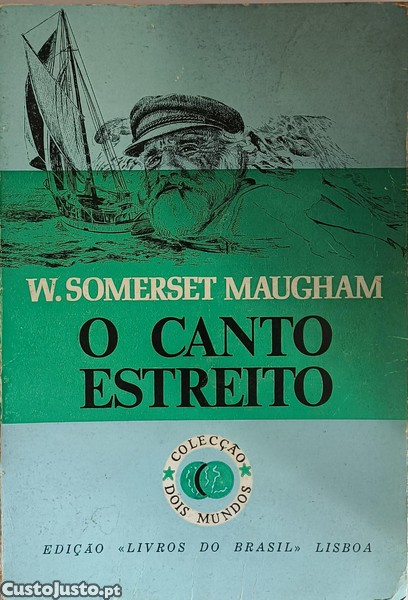 W. SOMERSET MAUGHAM
O CANTO
ESTREITO
COLECÇÃO
DOIS MUNDOS
EDIÇÃO «LIVROS DO BRASIL» LISBOA
CustoJusto.pt